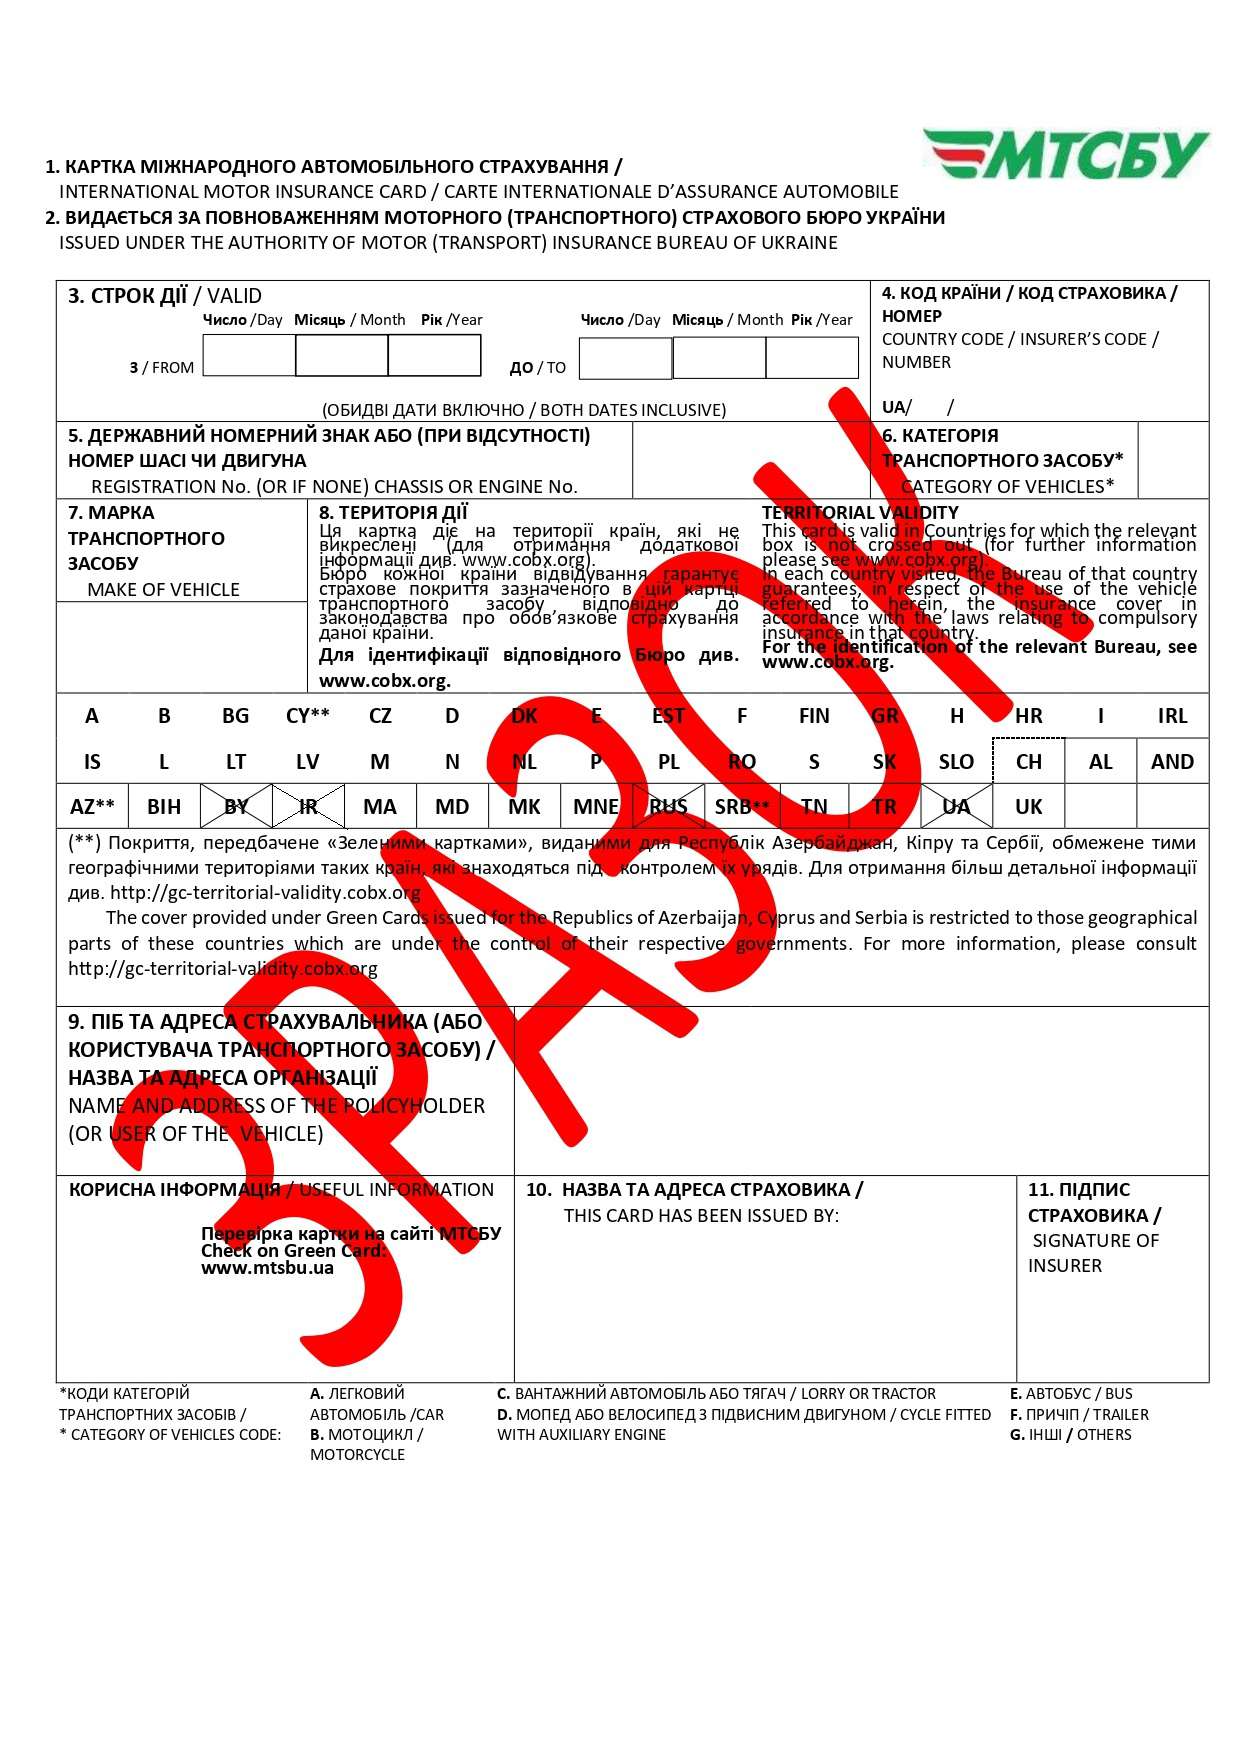 МТСБУ
1. КАРТКА МІЖНАРОДНОГО АВТОМОБІЛЬНОГО СТРАХУВАННЯ /
INTERNATIONAL MOTOR INSURANCE CARD / CARTE INTERNATIONALE D’ASSURANCE AUTOMOBILE
2. ВИДАЄТЬСЯ ЗА ПОВНОВАЖЕННЯМ МОТОРНОГО (ТРАНСПОРТНОГО) СТРАХОВОГО БЮРО УКРАЇНИ
ISSUED UNDER THE AUTHORITY OF MOTOR (TRANSPORT) INSURANCE BUREAU OF UKRAINE
3. СТРОК ДІЇ / VALID
Число /Day Місяць / Month Рік /Year Число /Day Місяць / Month Рік /Year
З / FROM ДО / TO
(ОБИДВІ ДАТИ ВКЛЮЧНО / BOTH DATES INCLUSIVE)
4. КОД КРАЇНИ / КОД СТРАХОВИКА /
НОМЕР
COUNTRY CODE / INSURER’S CODE /
NUMBER
UA/ /
5. ДЕРЖАВНИЙ НОМЕРНИЙ ЗНАК АБО (ПРИ ВІДСУТНОСТІ)
НОМЕР ШАСІ ЧИ ДВИГУНА
REGISTRATION No. (OR IF NONE) CHASSIS OR ENGINE No.
6. КАТЕГОРІЯ
ТРАНСПОРТНОГО ЗАСОБУ*
CATEGORY OF VEHICLES*
7. МАРКА
ТРАНСПОРТНОГО
ЗАСОБУ
MAKE OF VEHICLE
8. ТЕРИТОРІЯ ДІЇ
Ця картка діє на території країн, які не
викреслені (для отримання додаткової
інформації див. www.cobx.org).
Бюро кожної країни відвідування гарантує
страхове покриття зазначеного в цій картці
транспортного засобу відповідно до
законодавства про обов’язкове страхування
даної країни.
Для ідентифікації відповідного Бюро див.
www.cobx.org.
TERRITORIAL VALIDITY
This card is valid in Countries for which the relevant
box is not crossed out (for further information
please see www.cobx.org).
In each country visited, the Bureau of that country
guarantees, in respect of the use of the vehicle
referred to herein, the insurance cover in
accordance with the laws relating to compulsory
insurance in that country.
For the identification of the relevant Bureau, see
www.cobx.org.
A B BG CY** CZ D DK E EST F FIN GR H HR I IRL
IS L LT LV M N NL P PL RO S SK SLO CH AL AND
AZ** BIH BY IR MA MD MK MNE RUS SRB** TN TR UA UK
(**) Покриття, передбачене «Зеленими картками», виданими для Республік Азербайджан, Кіпру та Сербії, обмежене тими
географічними територіями таких країн, які знаходяться під контролем їх урядів. Для отримання більш детальної інформації
див. http://gc-territorial-validity.cobx.org
The cover provided under Green Cards issued for the Republics of Azerbaijan, Cyprus and Serbia is restricted to those geographical
parts of these countries which are under the control of their respective governments. For more information, please consult
http://gc-territorial-validity.cobx.org
9. ПІБ ТА АДРЕСА СТРАХУВАЛЬНИКА (АБО
КОРИСТУВАЧА ТРАНСПОРТНОГО ЗАСОБУ) /
НАЗВА ТА АДРЕСА ОРГАНІЗАЦІЇ
NAME AND ADDRESS OF THE POLICYHOLDER
(OR USER OF THE VEHICLE)
КОРИСНА ІНФОРМАЦІЯ / USEFUL INFORMATION
Перевірка картки на сайті МТСБУ
Check on Green Card:
www.mtsbu.ua
10. НАЗВА ТА АДРЕСА СТРАХОВИКА /
THIS CARD HAS BEEN ISSUED BY:
11. ПІДПИС
СТРАХОВИКА /
SIGNATURE OF
INSURER
ЗРАЗОК
*КОДИ КАТЕГОРІЙ
ТРАНСПОРТНИХ ЗАСОБІВ /
* CATEGORY OF VEHICLES CODE:
A. ЛЕГКОВИЙ
АВТОМОБІЛЬ /CAR
B. МОТОЦИКЛ /
MOTORCYCLE
C. ВАНТАЖНИЙ АВТОМОБІЛЬ АБО ТЯГАЧ / LORRY OR TRACTOR
D. МОПЕД АБО ВЕЛОСИПЕД З ПІДВИСНИМ ДВИГУНОМ / CYCLE FITTED
WITH AUXILIARY ENGINE
E. АВТОБУС / BUS
F. ПРИЧІП / TRAILER
G. ІНШІ / OTHERS